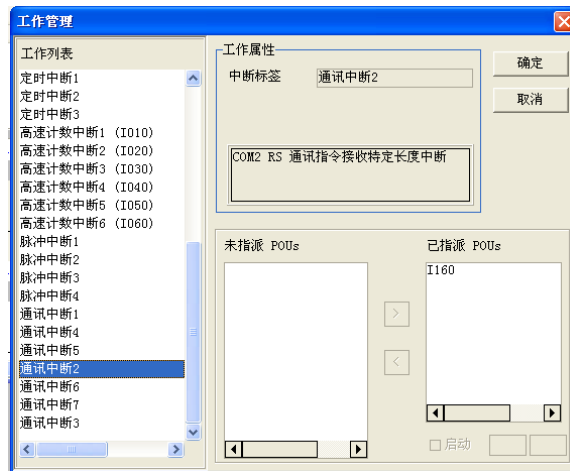 工作管理
工作列表
定时中断1
定时中断2
定时中断3
高速计数中断1 (I010)
高速计数中断2 (I020)
高速计数中断3 (I030)
高速计数中断4 (I040)
高速计数中断5 (I050)
高速计数中断6 (I060)
脉冲中断1
脉冲中断2
脉冲中断3
脉冲中断4
通讯中断1
通讯中断4
通讯中断5
通讯中断2
通讯中断6
通讯中断7
通讯中断3
工作属性
中断标签 通讯中断2
COM2 RS 通讯指令接收特定长度中断
确定
取消
未指派 POUs
已指派 POUs
I160
>
<
启动